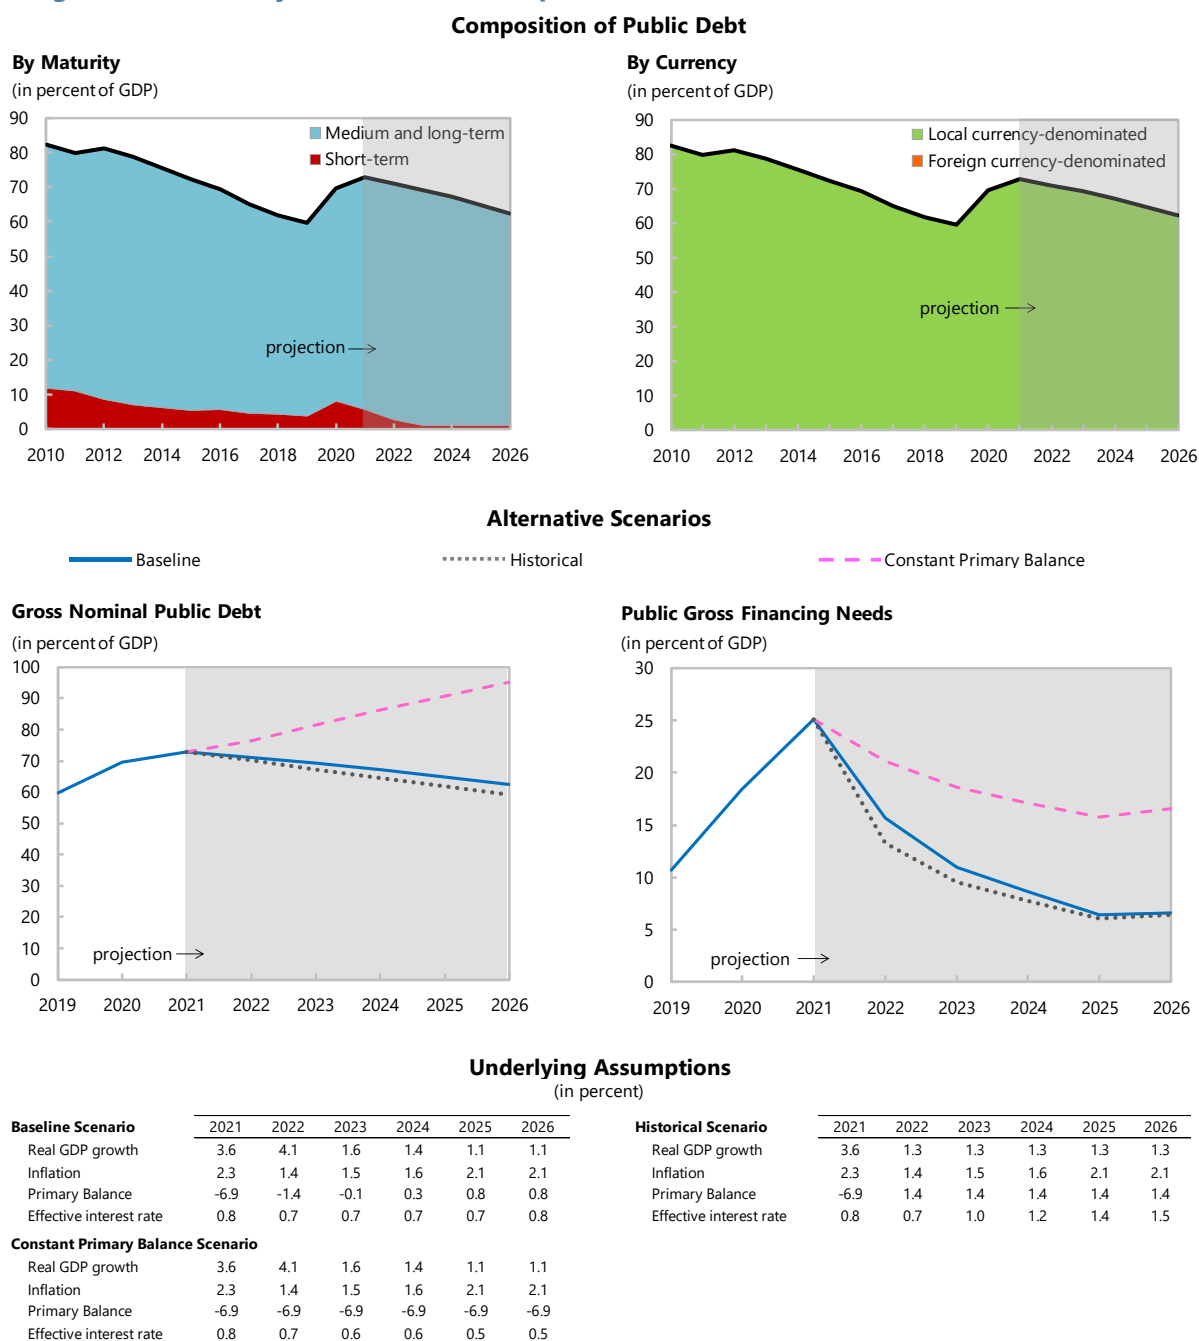 Composition of Public Debt
By Maturity
(in percent of GDP)
90
80
70
60
50
40
30
20
10
0
Medium and long-term
Short-term
projection
2010 2012 2014 2016 2018 2020 2022 2024 2026
By Currency
(in percent of GDP)
90
80
70
60
50
40
30
20
10
0
Local currency-denominated
Foreign currency-denominated
projection
2010 2012 2014 2016 2018 2020 2022 2024 2026
Alternative Scenarios
Baseline Historical Constant Primary Balance
Gross Nominal Public Debt
(in percent of GDP)
100
90
80
70
60
50
40
30
20
10
0
projection
2019 2020 2021 2022 2023 2024 2025 2026
Public Gross Financing Needs
(in percent of GDP)
30
25
20
15
10
5
0
projection
2019 2020 2021 2022 2023 2024 2025 2026
Underlying Assumptions
(in percent)
Baseline Scenario 2021 2022 2023 2024 2025 2026
Real GDP growth 3.6 4.1 1.6 1.4 1.1 1.1
Inflation 2.3 1.4 1.5 1.6 2.1 2.1
Primary Balance -6.9 -1.4 -0.1 0.3 0.8 0.8
Effective interest rate 0.8 0.7 0.7 0.7 0.7 0.8
Constant Primary Balance Scenario
Real GDP growth 3.6 4.1 1.6 1.4 1.1 1.1
Inflation 2.3 1.4 1.5 1.6 2.1 2.1
Primary Balance -6.9 -6.9 -6.9 -6.9 -6.9 -6.9
Effective interest rate 0.8 0.7 0.6 0.6 0.5 0.5
Historical Scenario 2021 2022 2023 2024 2025 2026
Real GDP growth 3.6 1.3 1.3 1.3 1.3 1.3
Inflation 2.3 1.4 1.5 1.6 2.1 2.1
Primary Balance -6.9 1.4 1.4 1.4 1.4 1.4
Effective interest rate 0.8 0.7 1.0 1.2 1.4 1.5